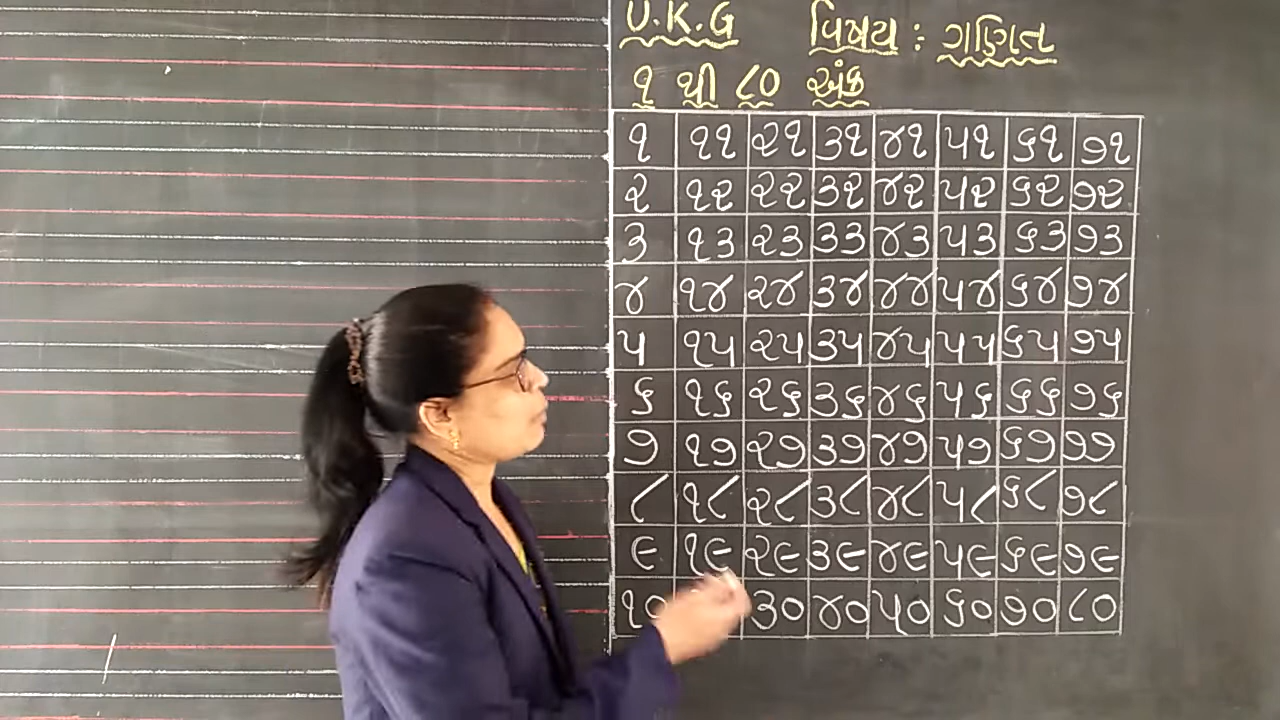 U.K.G વિષય : ગણિત
૧ થી ૮૦ અંક
૧ ૧૧ ૨૧ ૩૧ ૪૧ ૫૧ ૬૧ ૭૧
૨ ૧૨ ૨૨ ૩૨ ૪૨ ૫૨ ૬૨ ૭૨
૩ ૧૩ ૨૩ ૩૩ ૪૩ ૫૩ ૬૩ ૭૩
૪ ૧૪ ૨૪ ૩૪ ૪૪ ૫૪ ૬૪ ૭૪
૫ ૧૫ ૨૫ ૩૫ ૪૫ ૫૫ ૬૫ ૭૫
૬ ૧૬ ૨૬ ૩૬ ૪૬ ૫૬ ૬૬ ૭૬
૭ ૧૭ ૨૭ ૩૭ ૪૭ ૫૭ ૬૭ ૭૭
૮ ૧૮ ૨૮ ૩૮ ૪૮ ૫૮ ૬૮ ૭૮
૯ ૧૯ ૨૯ ૩૯ ૪૯ ૫૯ ૬૯ ૭૯
૧૦ ૩૦ ૪૦ ૫૦ ૬૦ ૭૦ ૮૦